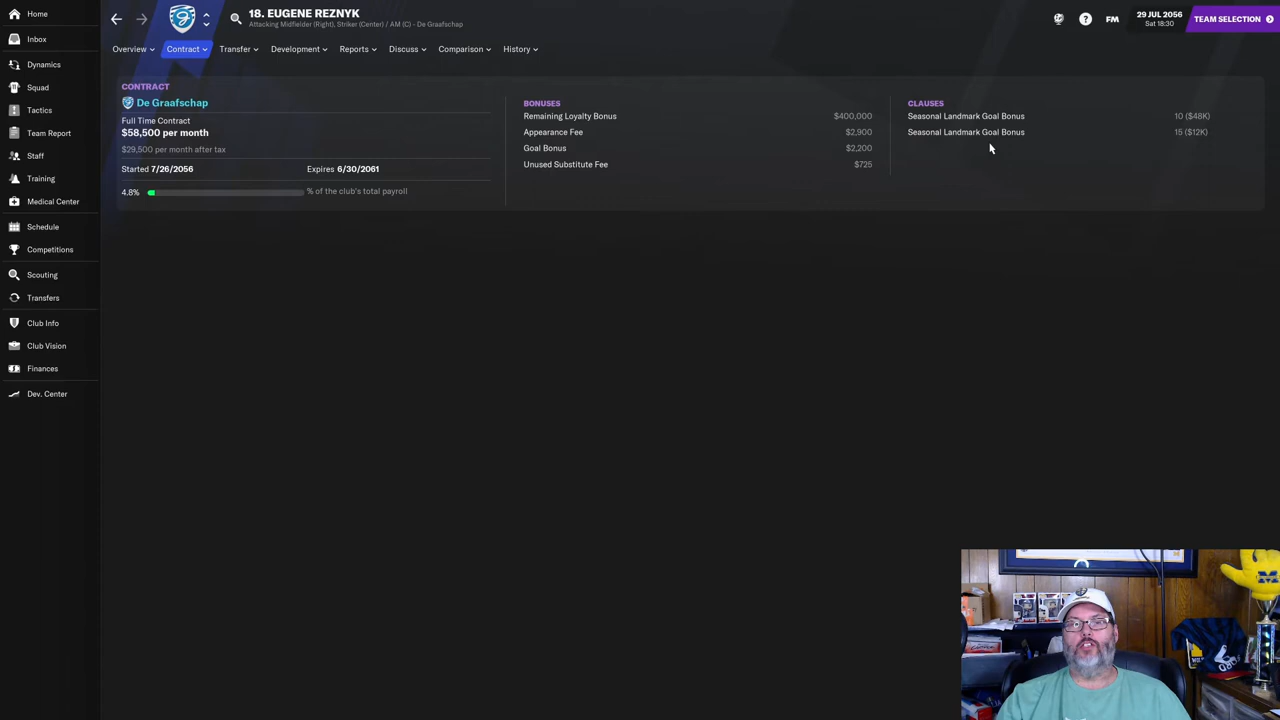 Home
Inbox
Dynamics
Squad
Tactics
Team Report
Staff
Training
Medical Center
Schedule
Competitions
Scouting
Transfers
Club Info
Club Vision
Finances
Dev. Center
18. EUGENE REZNYK
Attacking Midfielder (Right), Striker (Center) / AM (C) - De Graafschap
FM
29 JUL 2056
Sat 18:30
TEAM SELECTION
Overview
Contract
Transfer
Development
Reports
Discuss
Comparison
History
CONTRACT
De Graafschap
Full Time Contract
$58,500 per month
$29,500 per month after tax
Started 7/26/2056 Expires 6/30/2061
4.8% % of the club's total payroll
BONUSES
Remaining Loyalty Bonus $400,000
Appearance Fee $2,900
Goal Bonus $2,200
Unused Substitute Fee $725
CLAUSES
Seasonal Landmark Goal Bonus 10 ($48K)
Seasonal Landmark Goal Bonus 15 ($12K)